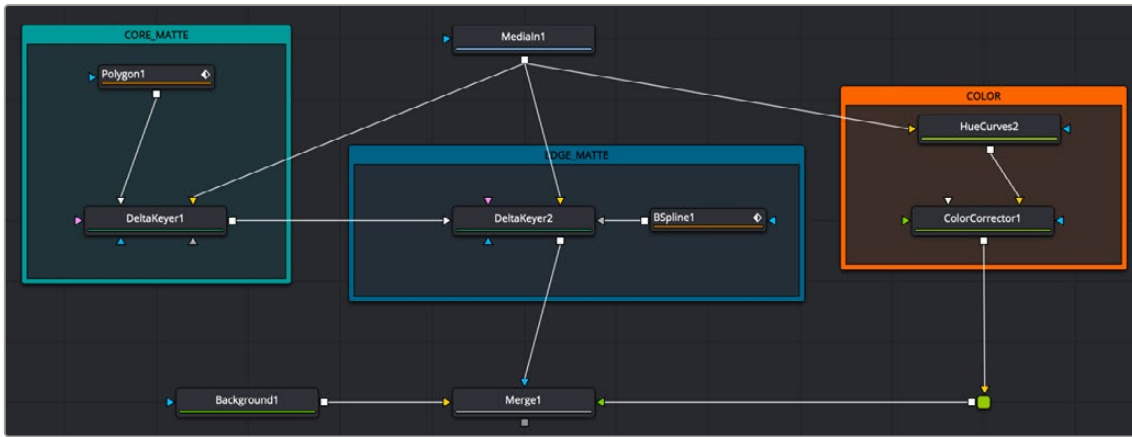 CORE_MATTE
MediaIn1
Polygon1
COLOR
HueCurves2
EDGE_MATTE
DeltaKeyer1
DeltaKeyer2
BSpline1
ColorCorrector1
Background1
Merge1